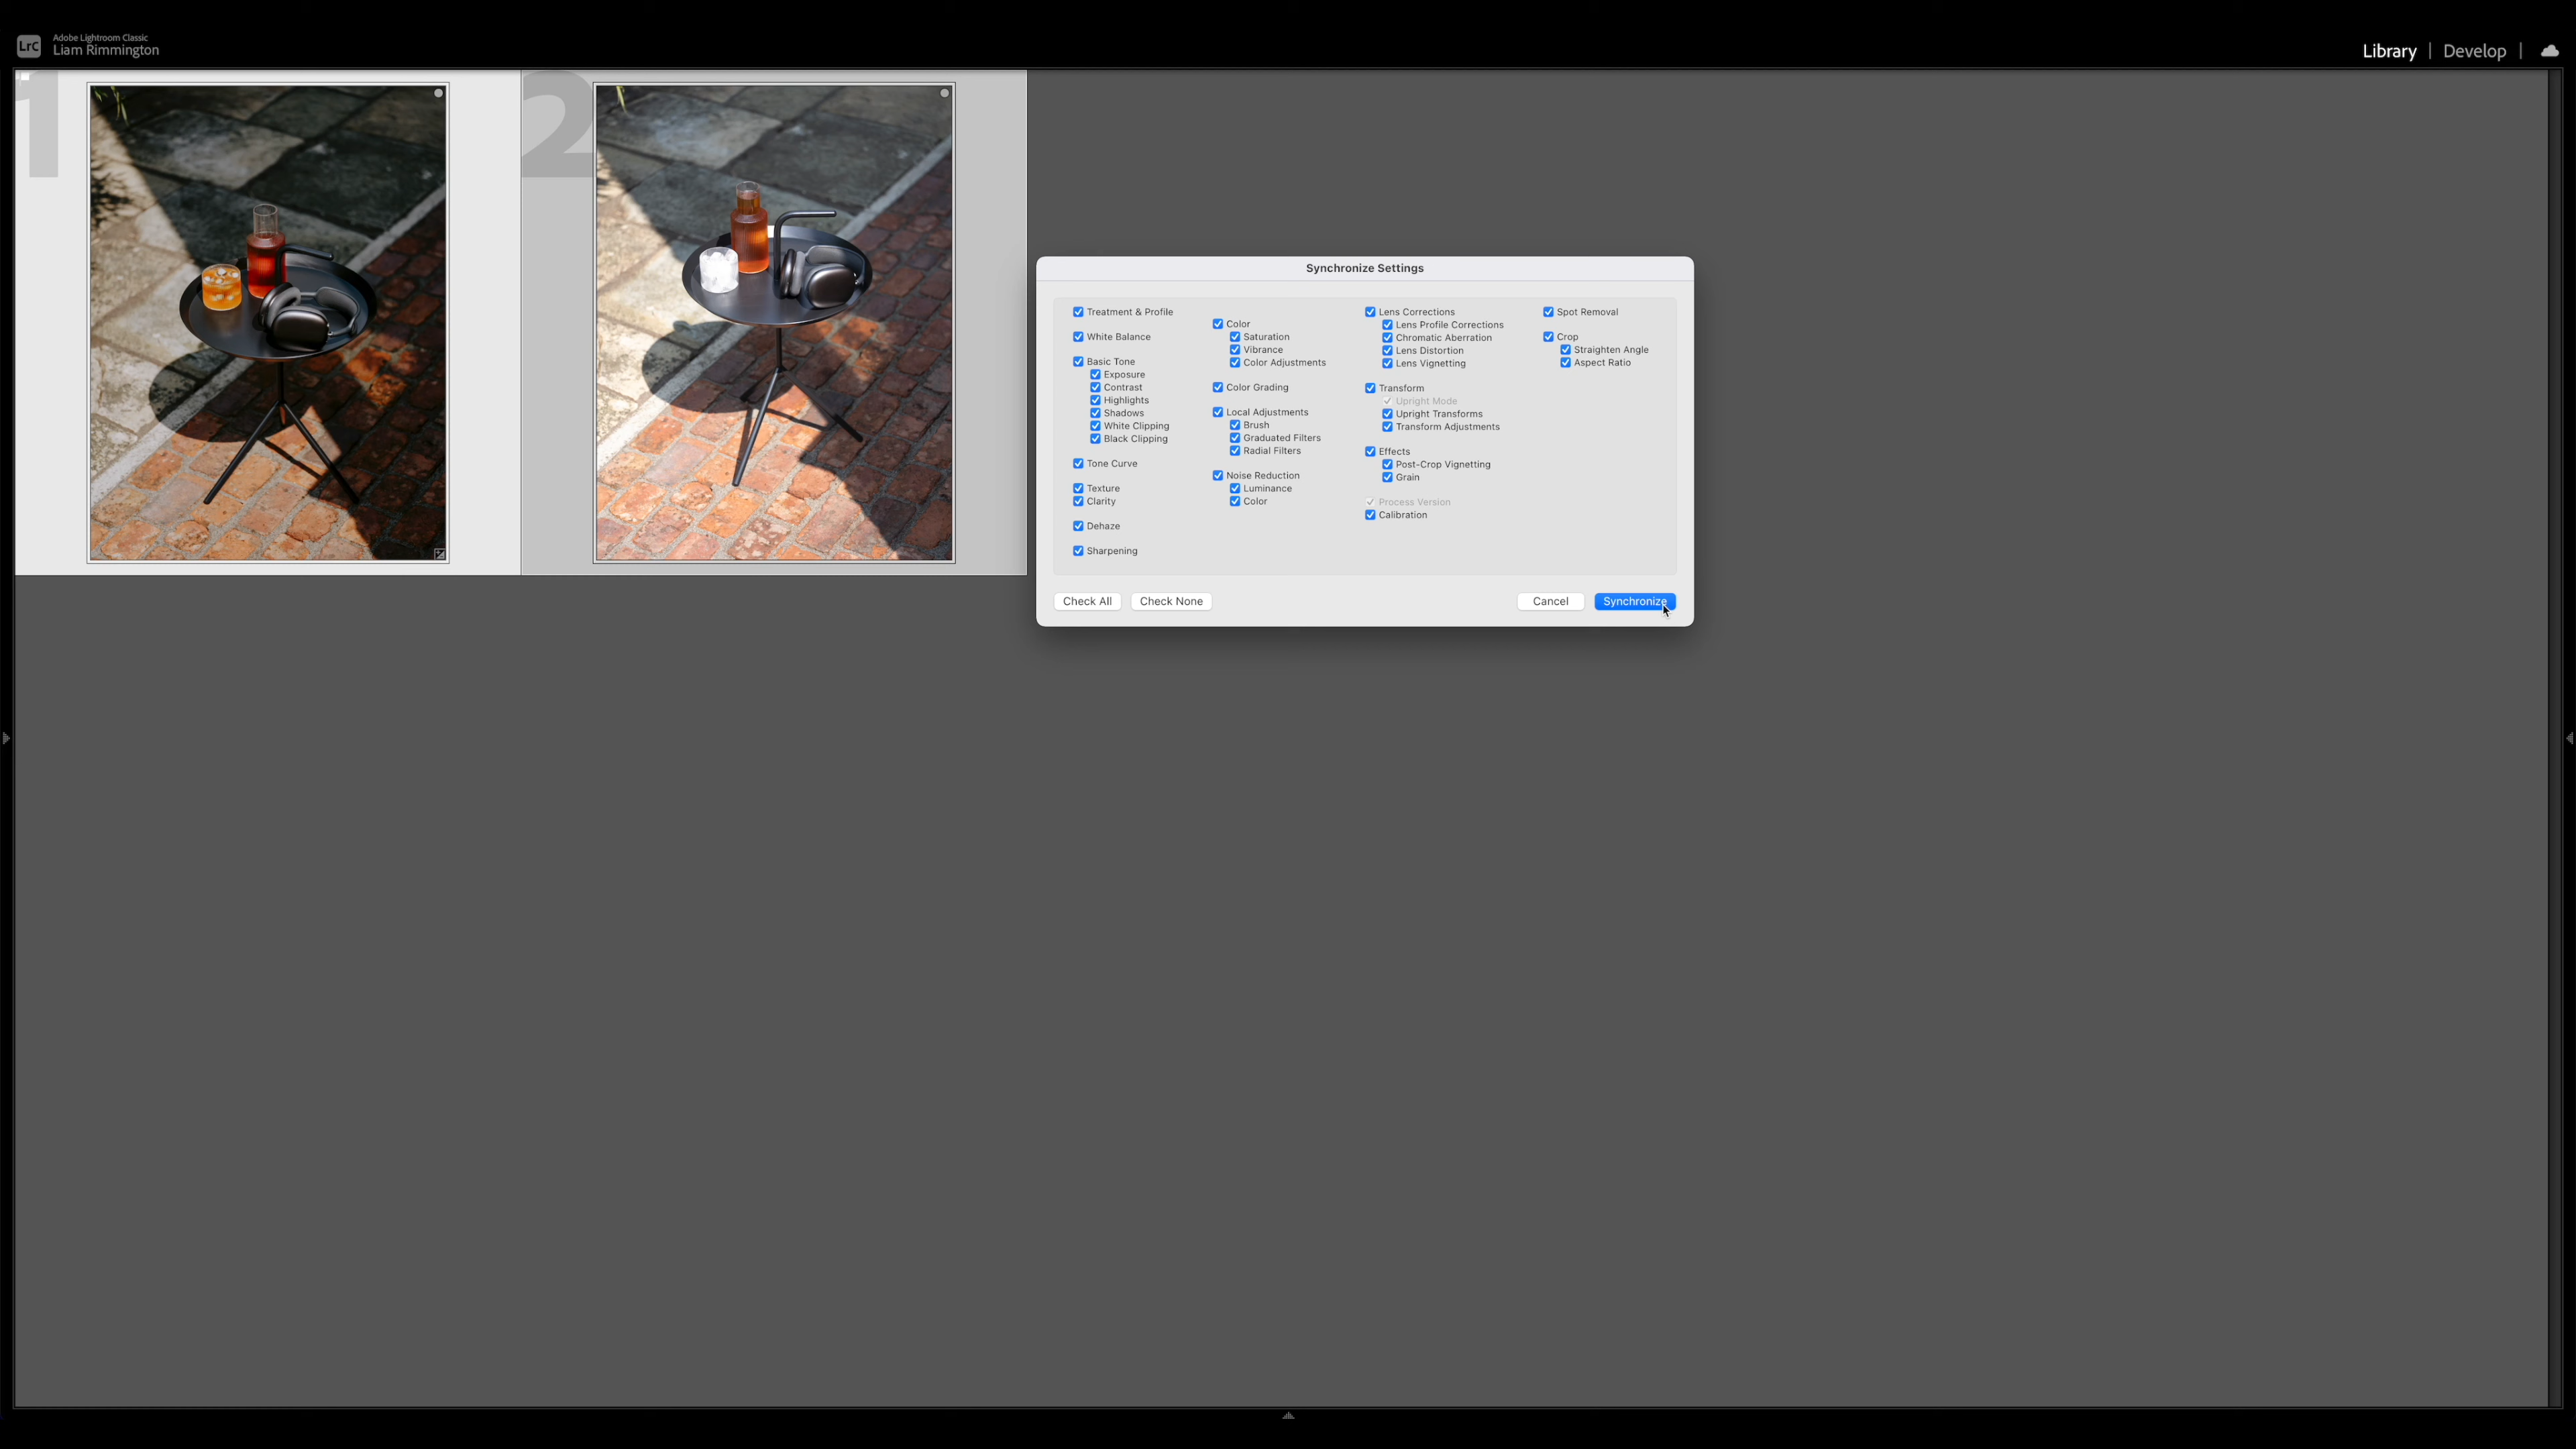 LrC
Adobe Lightroom Classic
Liam Rimmington
Library | Develop |
1
2
Synchronize Settings
Treatment & Profile
White Balance
Basic Tone
Exposure
Contrast
Highlights
Shadows
White Clipping
Black Clipping
Tone Curve
Texture
Clarity
Dehaze
Sharpening
Color
Saturation
Vibrance
Color Adjustments
Color Grading
Local Adjustments
Brush
Graduated Filters
Radial Filters
Noise Reduction
Luminance
Color
Lens Corrections
Lens Profile Corrections
Chromatic Aberration
Lens Distortion
Lens Vignetting
Transform
Upright Mode
Upright Transforms
Transform Adjustments
Effects
Post-Crop Vignetting
Grain
Process Version
Calibration
Spot Removal
Crop
Straighten Angle
Aspect Ratio
Check All
Check None
Cancel
Synchronize